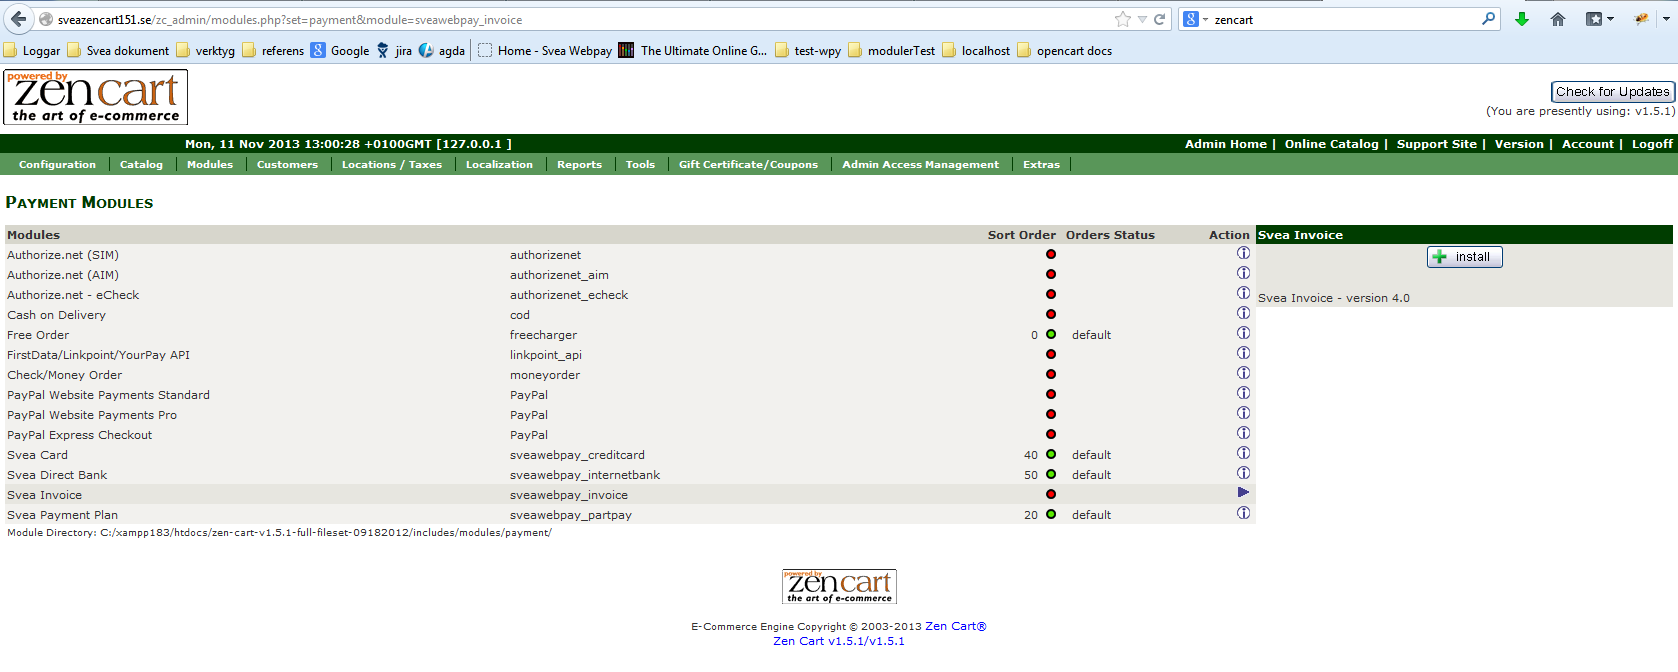 sveazencart151.se/zc_admin/modules.php?set=payment&module=sveawebpay_invoice
zencart
Loggar Svea dokument verktyg referens Google jira agda Home - Svea Webpay The Ultimate Online G... test-wpy modulerTest localhost opencart docs
powered by
zen cart
the art of e-commerce
Check for Updates
(You are presently using: v1.5.1)
Mon, 11 Nov 2013 13:00:28 +0100GMT [127.0.0.1 ] Admin Home | Online Catalog | Support Site | Version | Account | Logoff
Configuration Catalog Modules Customers Locations / Taxes Localization Reports Tools Gift Certificate/Coupons Admin Access Management Extras
Payment Modules
Modules Sort Order Orders Status Action
Authorize.net (SIM) authorizenet
Authorize.net (AIM) authorizenet_aim
Authorize.net - eCheck authorizenet_echeck
Cash on Delivery cod
Free Order freecharger 0 default
FirstData/Linkpoint/YourPay API linkpoint_api
Check/Money Order moneyorder
PayPal Website Payments Standard PayPal
PayPal Website Payments Pro PayPal
PayPal Express Checkout PayPal
Svea Card sveawebpay_creditcard 40 default
Svea Direct Bank sveawebpay_internetbank 50 default
Svea Invoice sveawebpay_invoice
Svea Payment Plan sveawebpay_partpay 20 default
Module Directory: C:/xampp183/htdocs/zen-cart-v1.5.1-full-fileset-09182012/includes/modules/payment/
Svea Invoice
install
Svea Invoice - version 4.0
powered by
zen cart
the art of e-commerce
E-Commerce Engine Copyright © 2003-2013 Zen Cart®
Zen Cart v1.5.1/v1.5.1